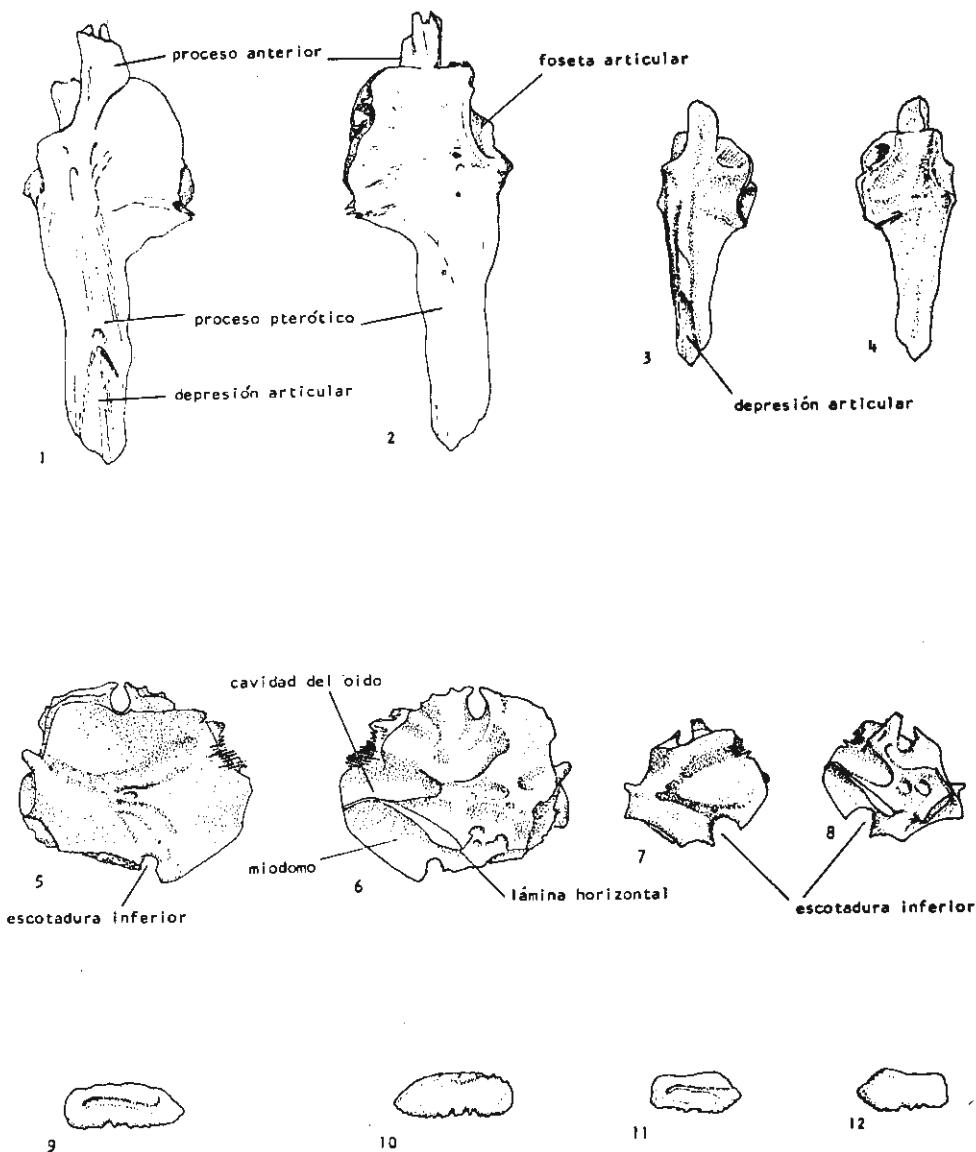 proceso anterior
foseta articular
proceso pterótico
3
4
depresión articular
depresión articular
1
2
cavidad del oido
miodomo
5
6
7
8
lámina horizontal
escotadura inferior
escotadura inferior
9
10
11
12